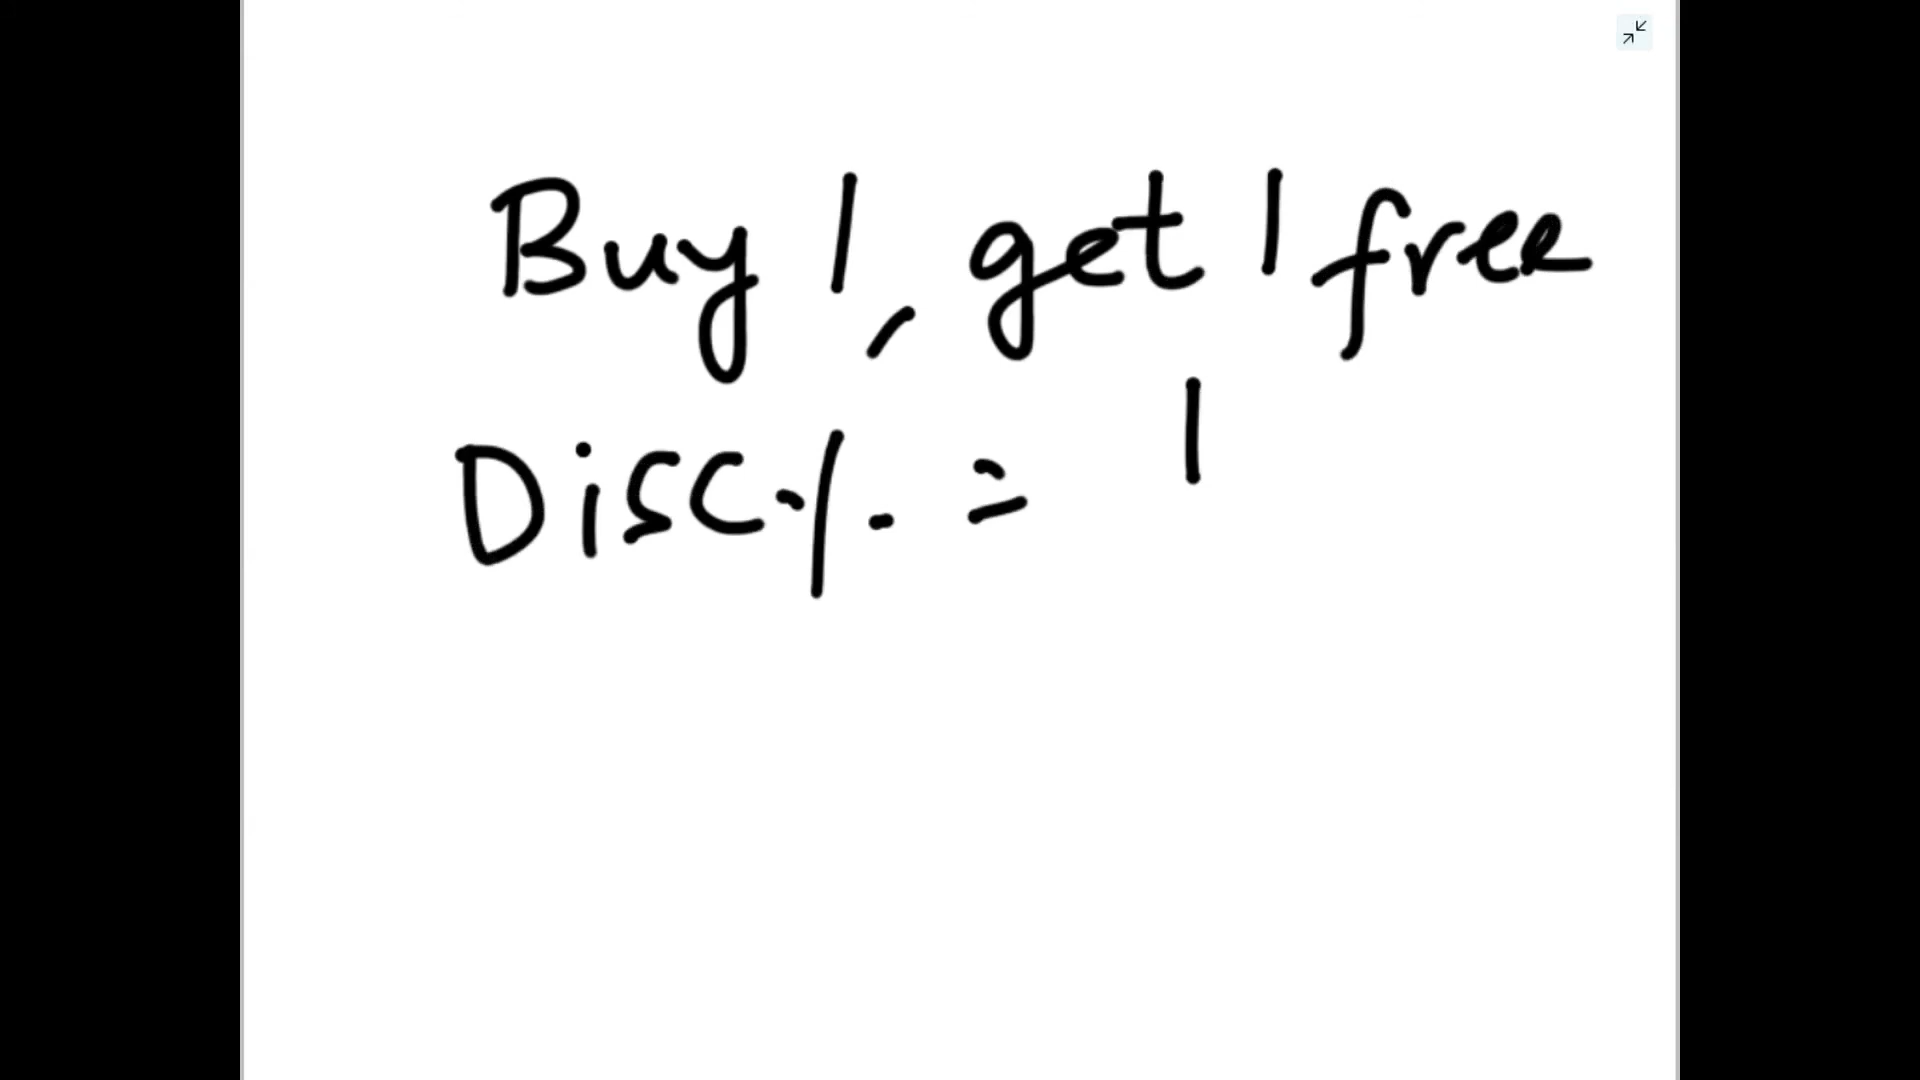 Buy 1, get 1 free
Disc % = 1